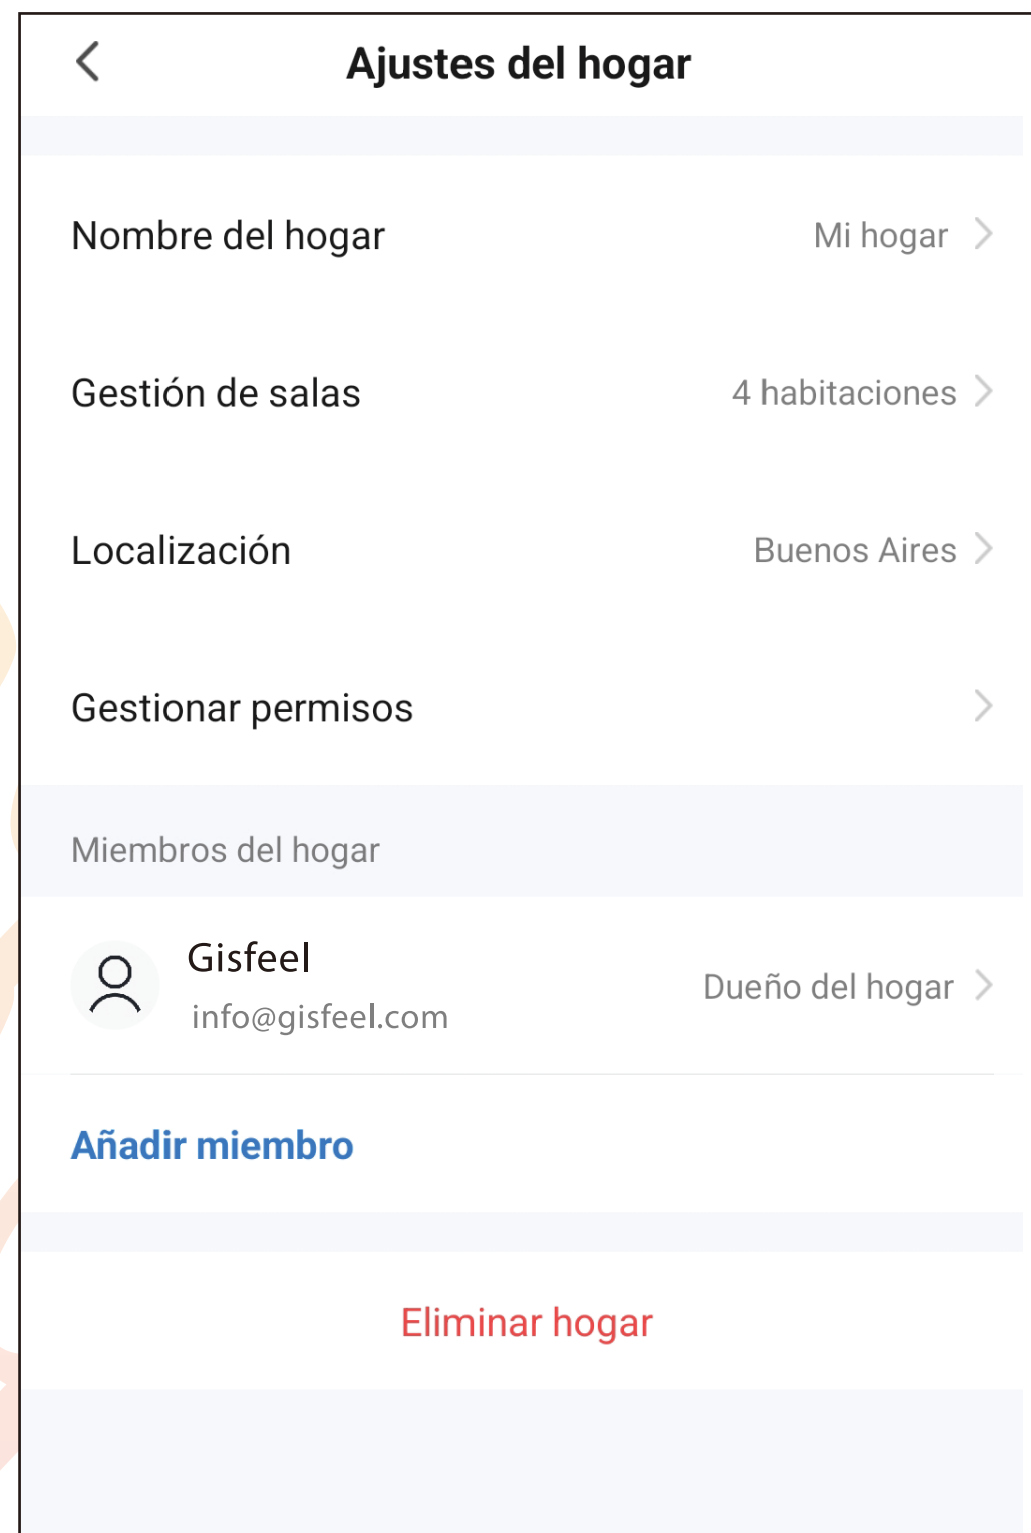 Ajustes del hogar
Nombre del hogar Mi hogar
Gestión de salas 4 habitaciones
Localización Buenos Aires
Gestionar permisos
Miembros del hogar
Gisfeel
info@gisfeel.com Dueño del hogar
Añadir miembro
Eliminar hogar